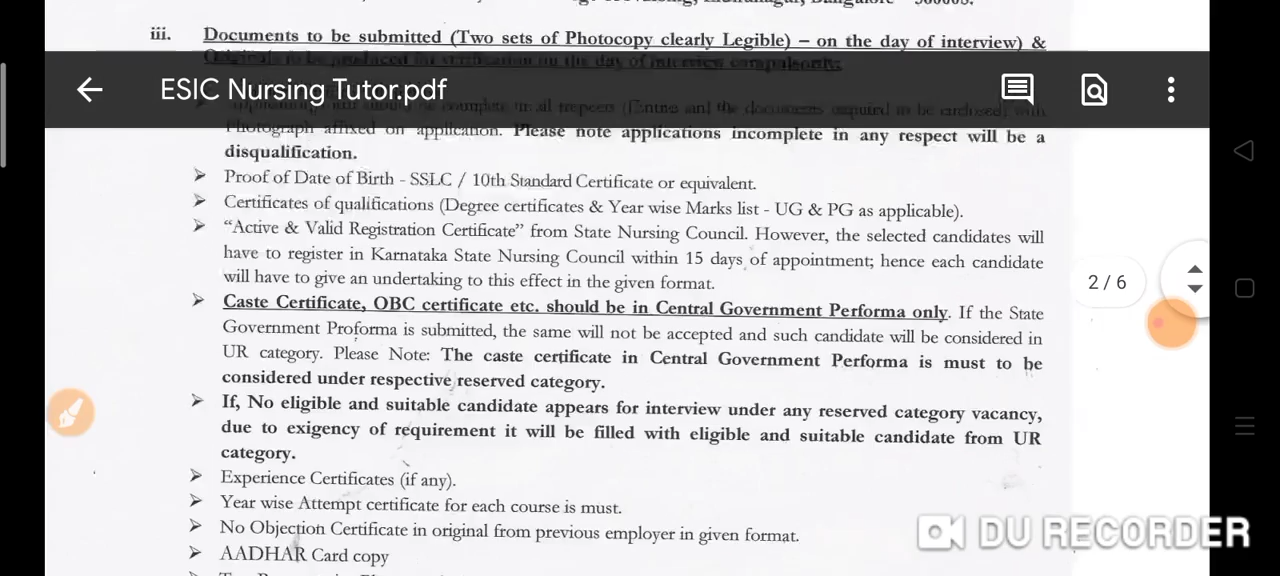 iii. Documents to be submitted (Two sets of Photocopy clearly Legible) – on the day of interview) &
ESIC Nursing Tutor.pdf
Photograph affixed on application. Please note applications incomplete in any respect will be a
disqualification.
➢ Proof of Date of Birth - SSLC / 10th Standard Certificate or equivalent.
➢ Certificates of qualifications (Degree certificates & Year wise Marks list - UG & PG as applicable).
➢ “Active & Valid Registration Certificate” from State Nursing Council. However, the selected candidates will
have to register in Karnataka State Nursing Council within 15 days of appointment; hence each candidate
will have to give an undertaking to this effect in the given format.
2 / 6
➢ Caste Certificate, OBC certificate etc. should be in Central Government Performa only. If the State
Government Proforma is submitted, the same will not be accepted and such candidate will be considered in
UR category. Please Note: The caste certificate in Central Government Performa is must to be
considered under respective reserved category.
➢ If, No eligible and suitable candidate appears for interview under any reserved category vacancy,
due to exigency of requirement it will be filled with eligible and suitable candidate from UR
category.
➢ Experience Certificates (if any).
➢ Year wise Attempt certificate for each course is must.
➢ No Objection Certificate in original from previous employer in given format.
➢ AADHAR Card copy
DU RECORDER